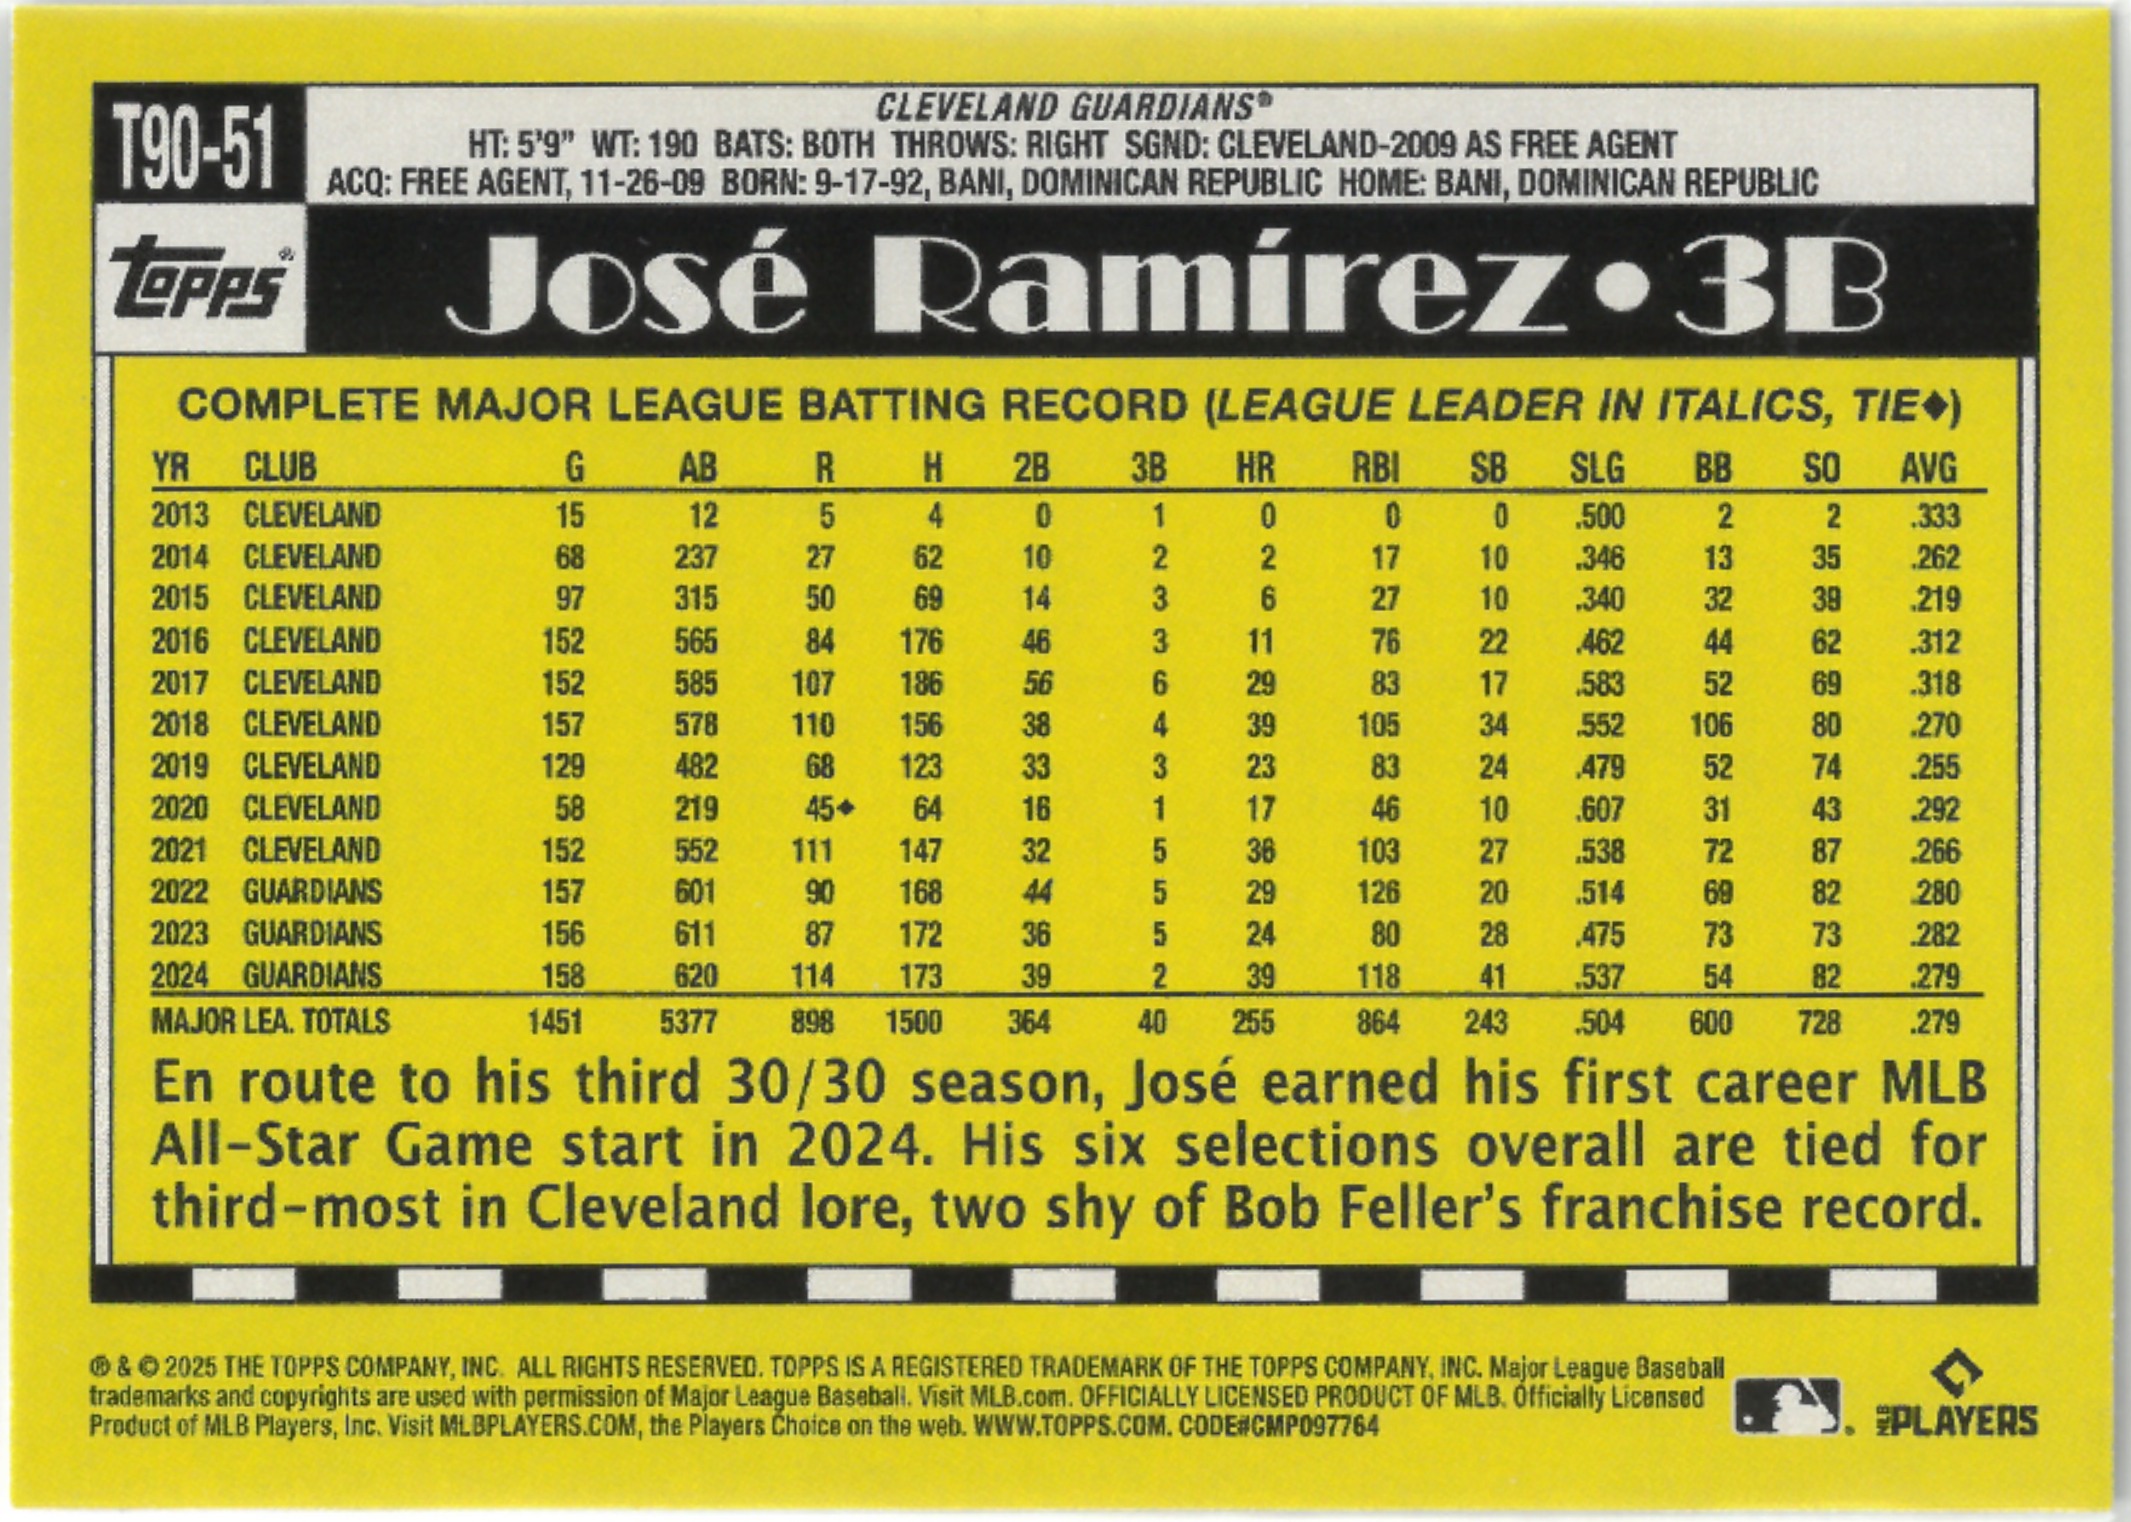 T90-51
CLEVELAND GUARDIANS®
HT: 5'9” WT: 190 BATS: BOTH THROWS: RIGHT SGND: CLEVELAND-2009 AS FREE AGENT
ACQ: FREE AGENT, 11-26-09 BORN: 9-17-92, BANI, DOMINICAN REPUBLIC HOME: BANI, DOMINICAN REPUBLIC
topps®
José Ramírez • 3B
COMPLETE MAJOR LEAGUE BATTING RECORD (LEAGUE LEADER IN ITALICS, TIE◆)
YR CLUB G AB R H 2B 3B HR RBI SB SLG BB SO AVG
2013 CLEVELAND 15 12 5 4 0 1 0 0 0 .500 2 2 .333
2014 CLEVELAND 68 237 27 62 10 2 2 17 10 .346 13 35 .262
2015 CLEVELAND 97 315 50 69 14 3 6 27 10 .340 32 39 .219
2016 CLEVELAND 152 565 84 176 46 3 11 76 22 .462 44 62 .312
2017 CLEVELAND 152 585 107 186 56 6 29 83 17 .583 52 69 .318
2018 CLEVELAND 157 578 110 156 38 4 39 105 34 .552 106 80 .270
2019 CLEVELAND 129 482 68 123 33 3 23 83 24 .479 52 74 .255
2020 CLEVELAND 58 219 45◆ 64 16 1 17 46 10 .607 31 43 .292
2021 CLEVELAND 152 552 111 147 32 5 36 103 27 .538 72 87 .266
2022 GUARDIANS 157 601 90 168 44 5 29 126 20 .514 69 82 .280
2023 GUARDIANS 156 611 87 172 36 5 24 80 28 .475 73 73 .282
2024 GUARDIANS 158 620 114 173 39 2 39 118 41 .537 54 82 .279
MAJOR LEA. TOTALS 1451 5377 898 1500 364 40 255 864 243 .504 600 728 .279
En route to his third 30/30 season, José earned his first career MLB
All-Star Game start in 2024. His six selections overall are tied for
third-most in Cleveland lore, two shy of Bob Feller's franchise record.
® & © 2025 THE TOPPS COMPANY, INC. ALL RIGHTS RESERVED. TOPPS IS A REGISTERED TRADEMARK OF THE TOPPS COMPANY, INC. Major League Baseball
trademarks and copyrights are used with permission of Major League Baseball. Visit MLB.com. OFFICIALLY LICENSED PRODUCT OF MLB. Officially Licensed
Product of MLB Players, Inc. Visit MLBPLAYERS.COM, the Players Choice on the web. WWW.TOPPS.COM. CODE#CMP097764
MLB PLAYERS